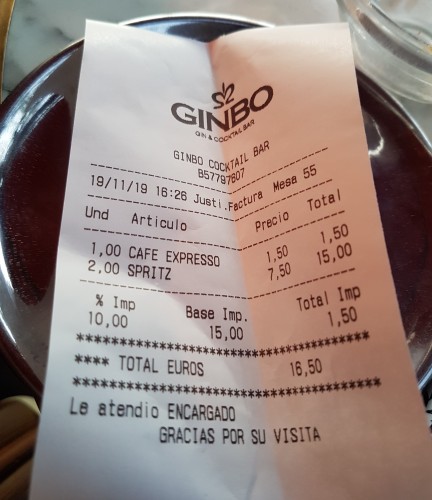 GINBO
GIN & COCKTAIL BAR
GINBO COCKTAIL BAR
B57797607
19/11/19 16:26 Justi.Factura Mesa 55
Und Articulo Precio Total
1,00 CAFE EXPRESSO 1,50 1,50
2,00 SPRITZ 7,50 15,00
% Imp Base Imp. Total Imp
10,00 15,00 1,50
**********************************
**** TOTAL EUROS 16,50
**********************************
Le atendio ENCARGADO
GRACIAS POR SU VISITA